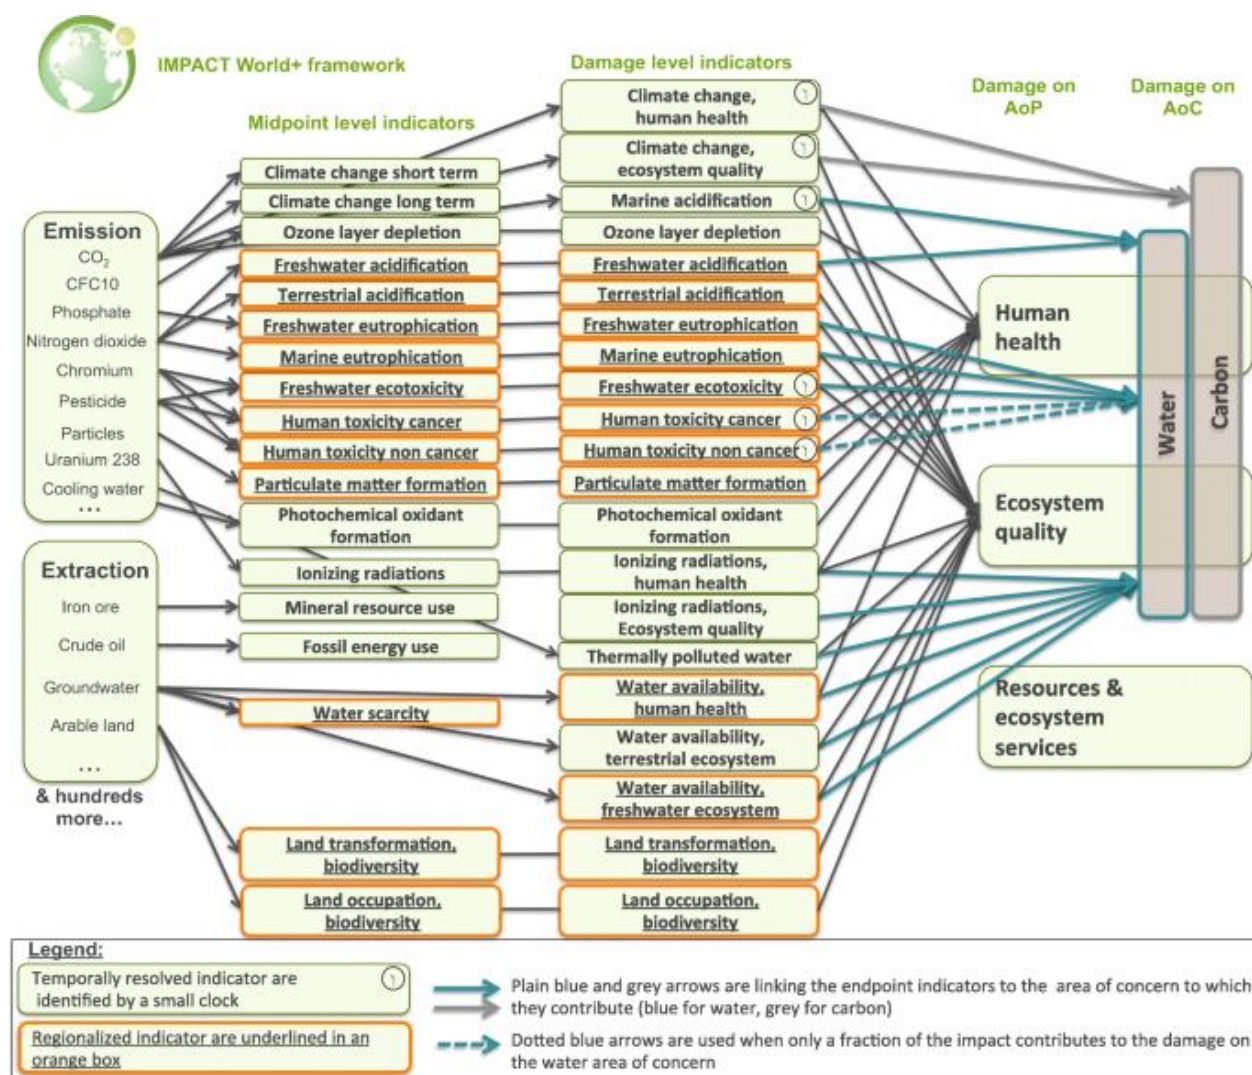 IMPACT World+ framework
Midpoint level indicators
Damage level indicators
Damage on
AoP
Damage on
AoC
Emission
CO2
CFC10
Phosphate
Nitrogen dioxide
Chromium
Pesticide
Particles
Uranium 238
Cooling water
...
Extraction
Iron ore
Crude oil
Groundwater
Arable land
...
& hundreds
more...
Climate change short term
Climate change long term
Ozone layer depletion
Freshwater acidification
Terrestrial acidification
Freshwater eutrophication
Marine eutrophication
Freshwater ecotoxicity
Human toxicity cancer
Human toxicity non cancer
Particulate matter formation
Photochemical oxidant
formation
Ionizing radiations
Mineral resource use
Fossil energy use
Water scarcity
Land transformation,
biodiversity
Land occupation,
biodiversity
Climate change,
human health
Climate change,
ecosystem quality
Marine acidification
Ozone layer depletion
Freshwater acidification
Terrestrial acidification
Freshwater eutrophication
Marine eutrophication
Freshwater ecotoxicity
Human toxicity cancer
Human toxicity non cancer
Particulate matter formation
Photochemical oxidant
formation
Ionizing radiations,
human health
Ionizing radiations,
Ecosystem quality
Thermally polluted water
Water availability,
human health
Water availability,
terrestrial ecosystem
Water availability,
freshwater ecosystem
Land transformation,
biodiversity
Land occupation,
biodiversity
Human
health
Ecosystem
quality
Resources &
ecosystem
services
Water
Carbon
Legend:
Temporally resolved indicator are
identified by a small clock
Regionalized indicator are underlined in an
orange box
Plain blue and grey arrows are linking the endpoint indicators to the area of concern to which
they contribute (blue for water, grey for carbon)
Dotted blue arrows are used when only a fraction of the impact contributes to the damage on
the water area of concern